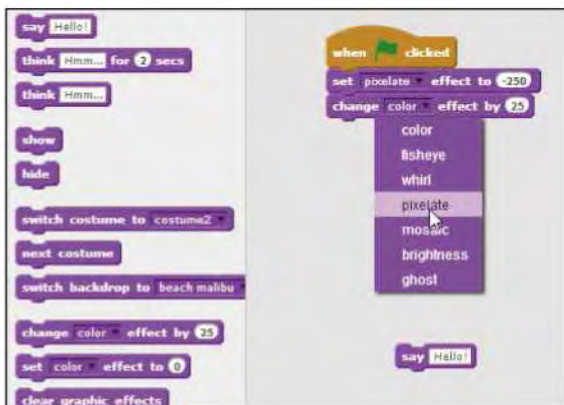 say Hello!
think Hmm... for 2 secs
think Hmm...
show
hide
switch costume to costume2
next costume
switch backdrop to beach malibu
change color effect by 25
set color effect to 0
clear graphic effects
when clicked
set pixelate effect to -250
change color effect by 25
color
fisheye
whirl
pixelate
mosaic
brightness
ghost
say Hello!